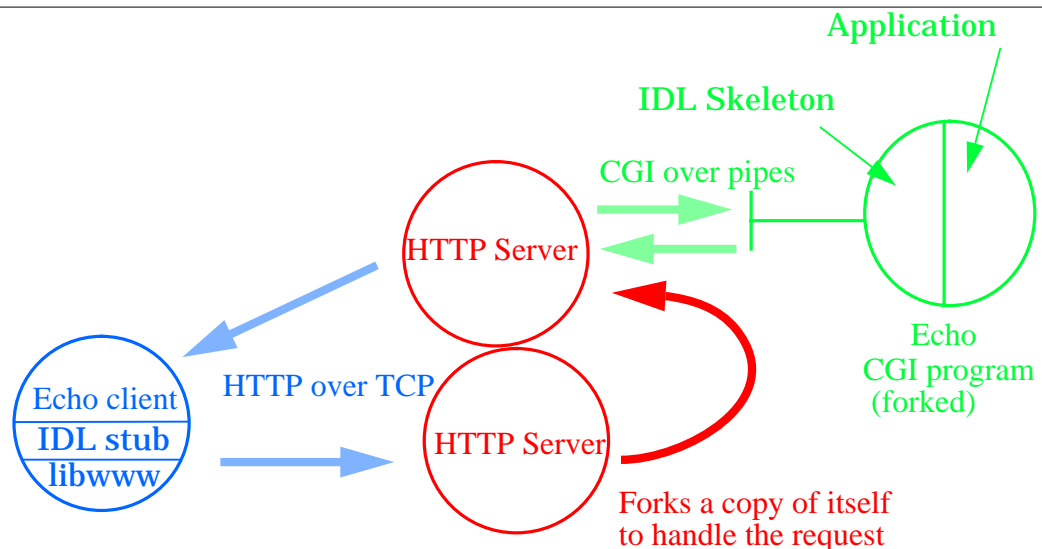 Application
IDL Skeleton
CGI over pipes
HTTP Server
Echo
CGI program
(forked)
HTTP over TCP
Echo client
IDL stub
libwww
HTTP Server
Forks a copy of itself
to handle the request